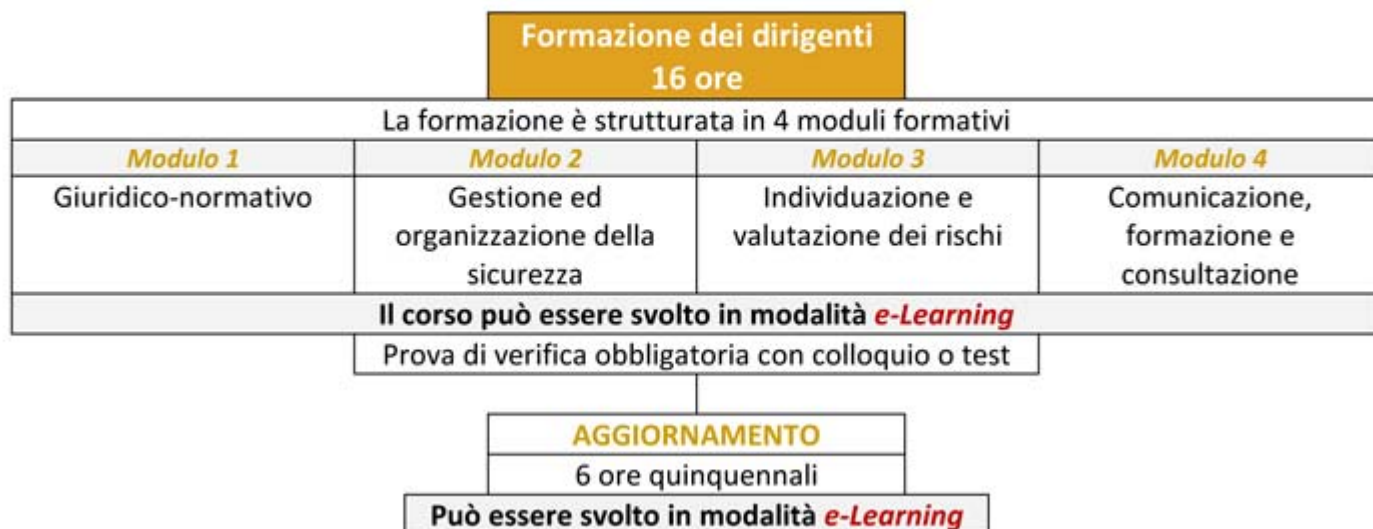 Formazione dei dirigenti
16 ore
La formazione è strutturata in 4 moduli formativi
Modulo 1
Modulo 2
Modulo 3
Modulo 4
Giuridico-normativo
Gestione ed
organizzazione della
sicurezza
Individuazione e
valutazione dei rischi
Comunicazione,
formazione e
consultazione
Il corso può essere svolto in modalità e-Learning
Prova di verifica obbligatoria con colloquio o test
AGGIORNAMENTO
6 ore quinquennali
Può essere svolto in modalità e-Learning